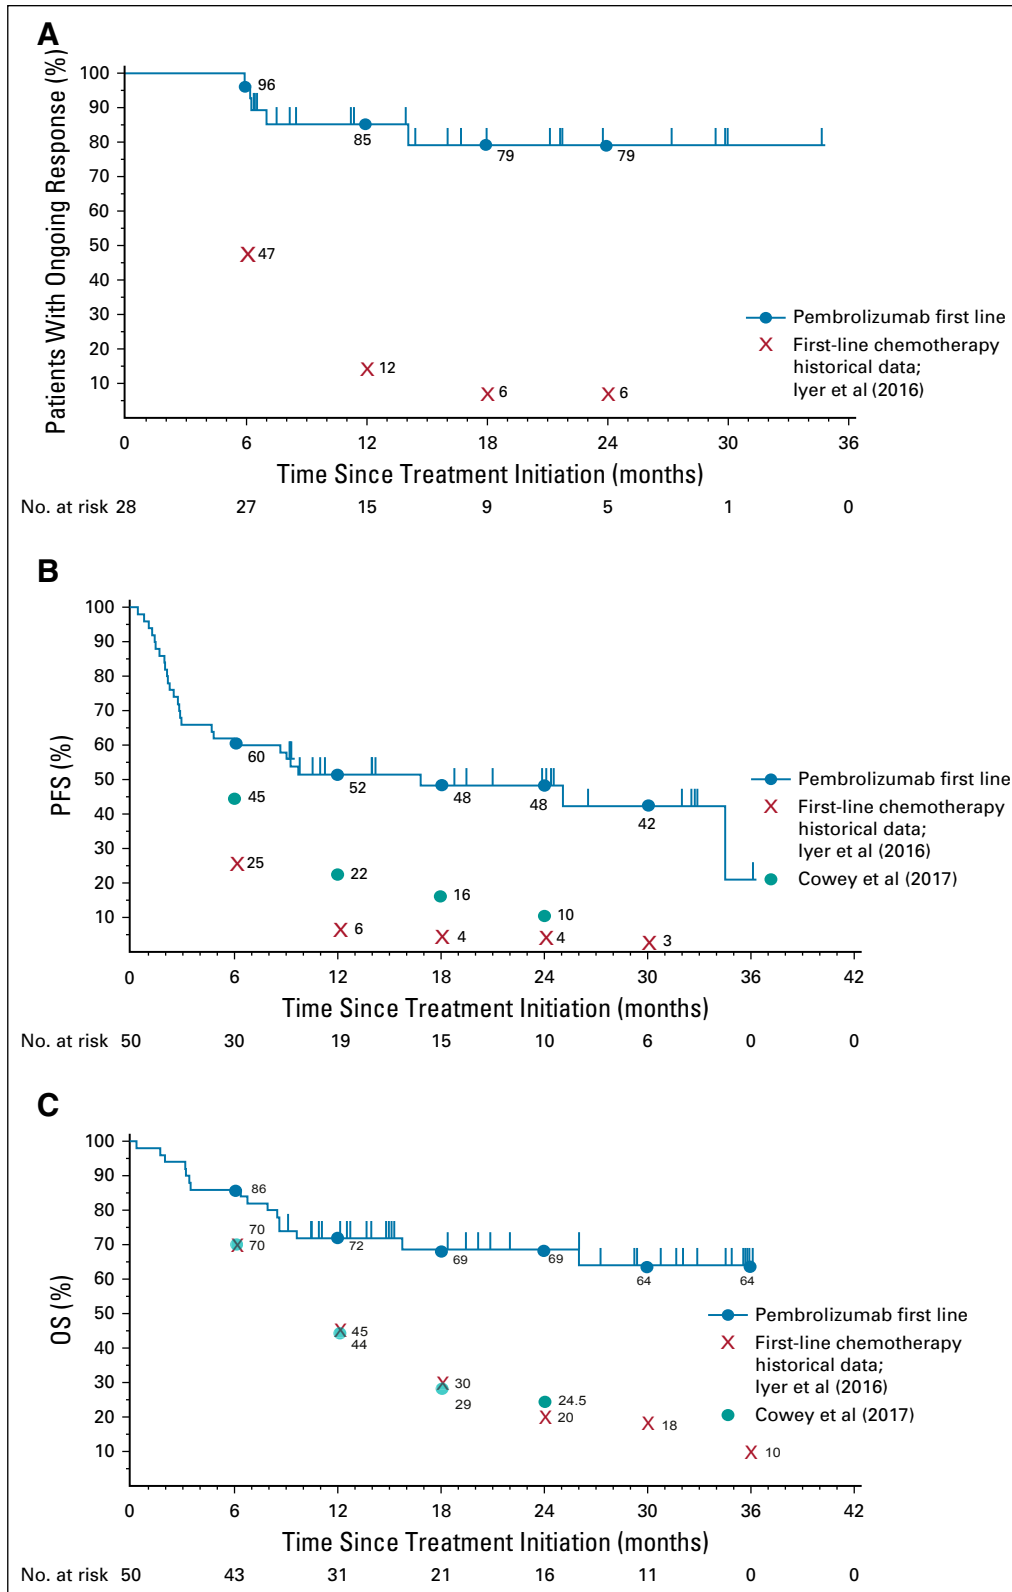 A
Patients With Ongoing Response (%)
100
90
80
70
60
50
40
30
20
10
96
85
79
79
47
12
6
6
Pembrolizumab first line
First-line chemotherapy
historical data;
Iyer et al (2016)
0 6 12 18 24 30 36
Time Since Treatment Initiation (months)
No. at risk 28 27 15 9 5 1 0
B
PFS (%)
100
90
80
70
60
50
40
30
20
10
60
52
48
48
42
45
22
16
10
25
6
4
4
3
Pembrolizumab first line
First-line chemotherapy
historical data;
Iyer et al (2016)
Cowey et al (2017)
0 6 12 18 24 30 36 42
Time Since Treatment Initiation (months)
No. at risk 50 30 19 15 10 6 0 0
C
OS (%)
100
90
80
70
60
50
40
30
20
10
86
72
69
69
64
64
70
70
45
44
30
29
24.5
20
18
10
Pembrolizumab first line
First-line chemotherapy
historical data;
Iyer et al (2016)
Cowey et al (2017)
0 6 12 18 24 30 36 42
Time Since Treatment Initiation (months)
No. at risk 50 43 31 21 16 11 0 0